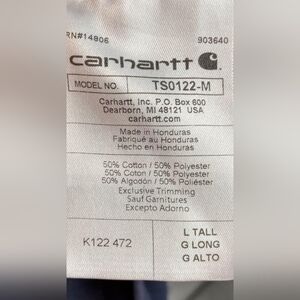 RN#14806 903640
carhartt
MODEL NO. TS0122-M
Carhartt, Inc. P.O. Box 600
Dearborn, MI 48121 USA
carhartt.com
Made in Honduras
Fabriqué au Honduras
Hecho en Honduras
50% Cotton / 50% Polyester
50% Coton / 50% Polyester
50% Algodón / 50% Poliéster
Exclusive Trimming
Sauf Garnitures
Excepto Adorno
K122 472
L TALL
G LONG
G ALTO